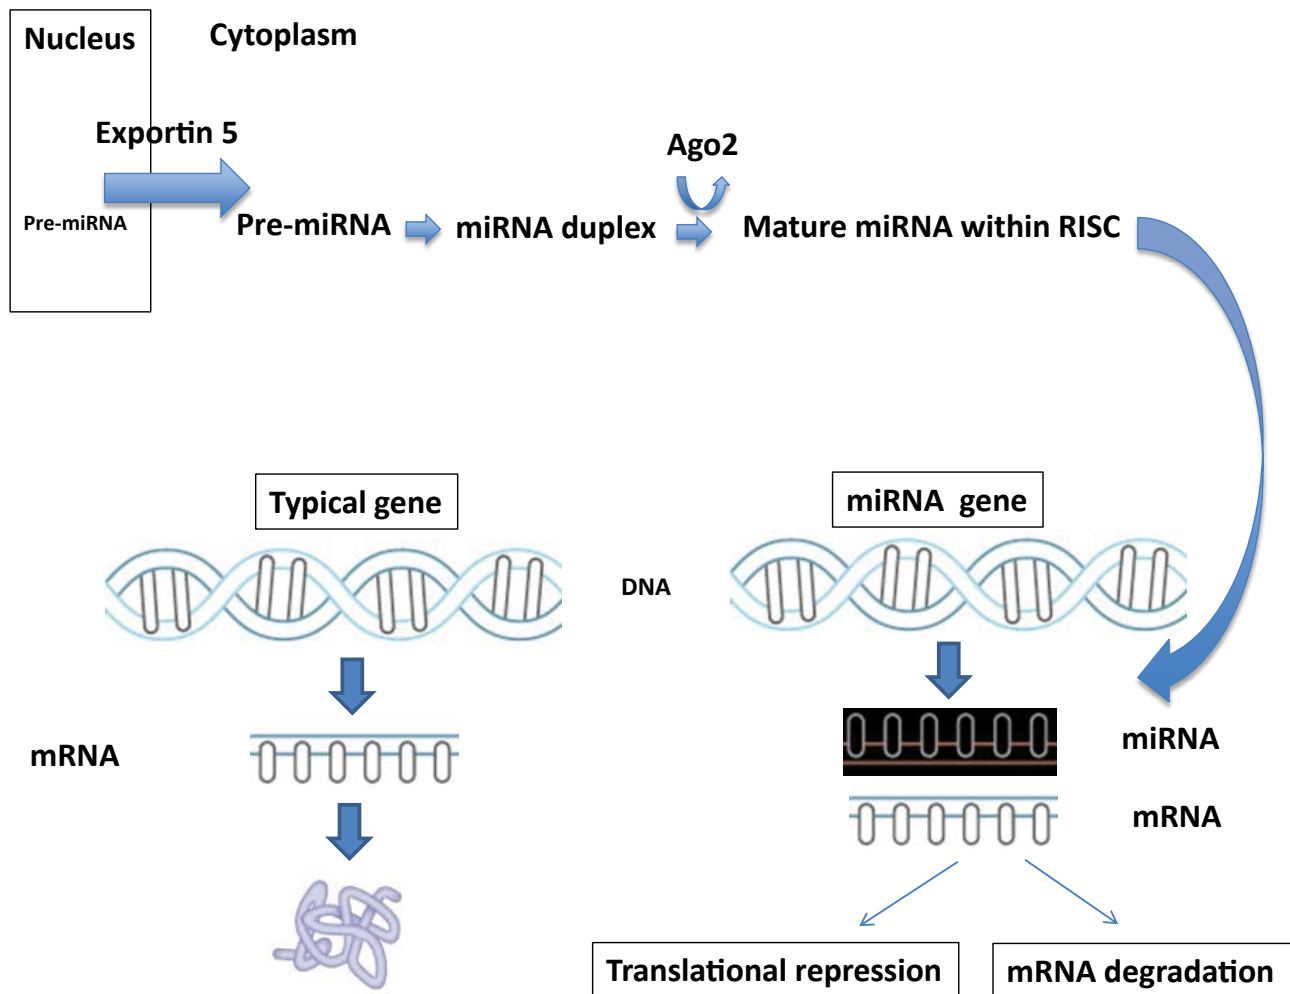 Nucleus
Cytoplasm
Exportin 5
Ago2
Pre-miRNA
Pre-miRNA
miRNA duplex
Mature miRNA within RISC
Typical gene
miRNA gene
DNA
mRNA
miRNA
mRNA
Translational repression
mRNA degradation